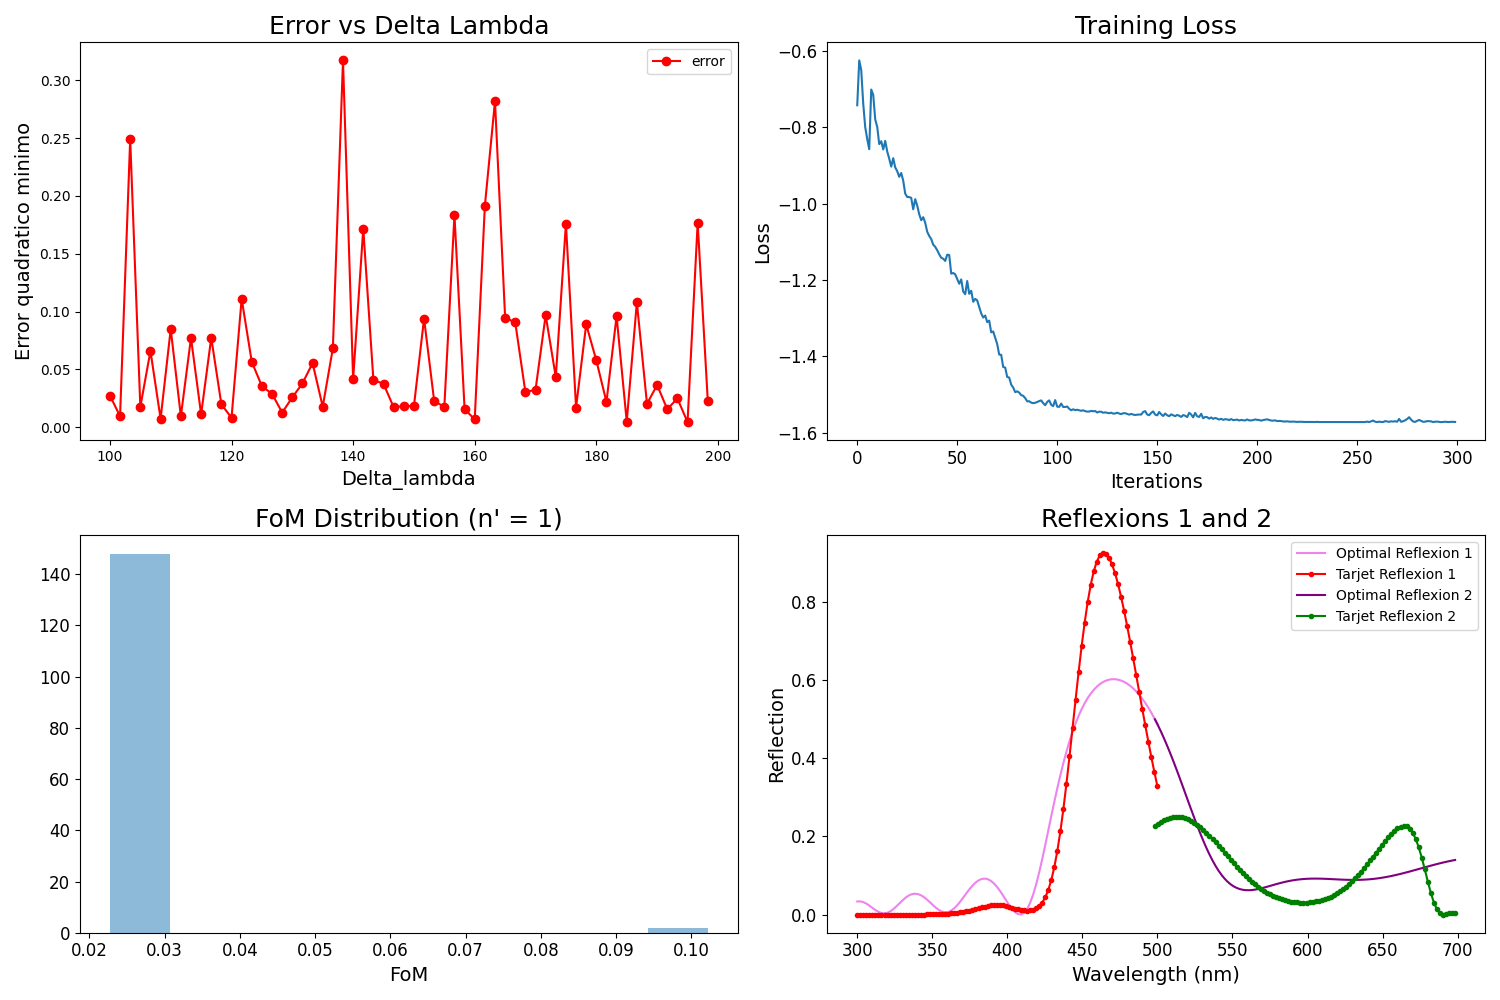 Error vs Delta Lambda
error
Error quadratico minimo
0.30
0.25
0.20
0.15
0.10
0.05
0.00
100 120 140 160 180 200
Delta_lambda
Training Loss
Loss
−0.6
−0.8
−1.0
−1.2
−1.4
−1.6
0 50 100 150 200 250 300
Iterations
FoM Distribution (n' = 1)
140
120
100
80
60
40
20
0
0.02 0.03 0.04 0.05 0.06 0.07 0.08 0.09 0.10
FoM
Reflexions 1 and 2
Optimal Reflexion 1
Tarjet Reflexion 1
Optimal Reflexion 2
Tarjet Reflexion 2
Reflection
0.8
0.6
0.4
0.2
0.0
300 350 400 450 500 550 600 650 700
Wavelength (nm)